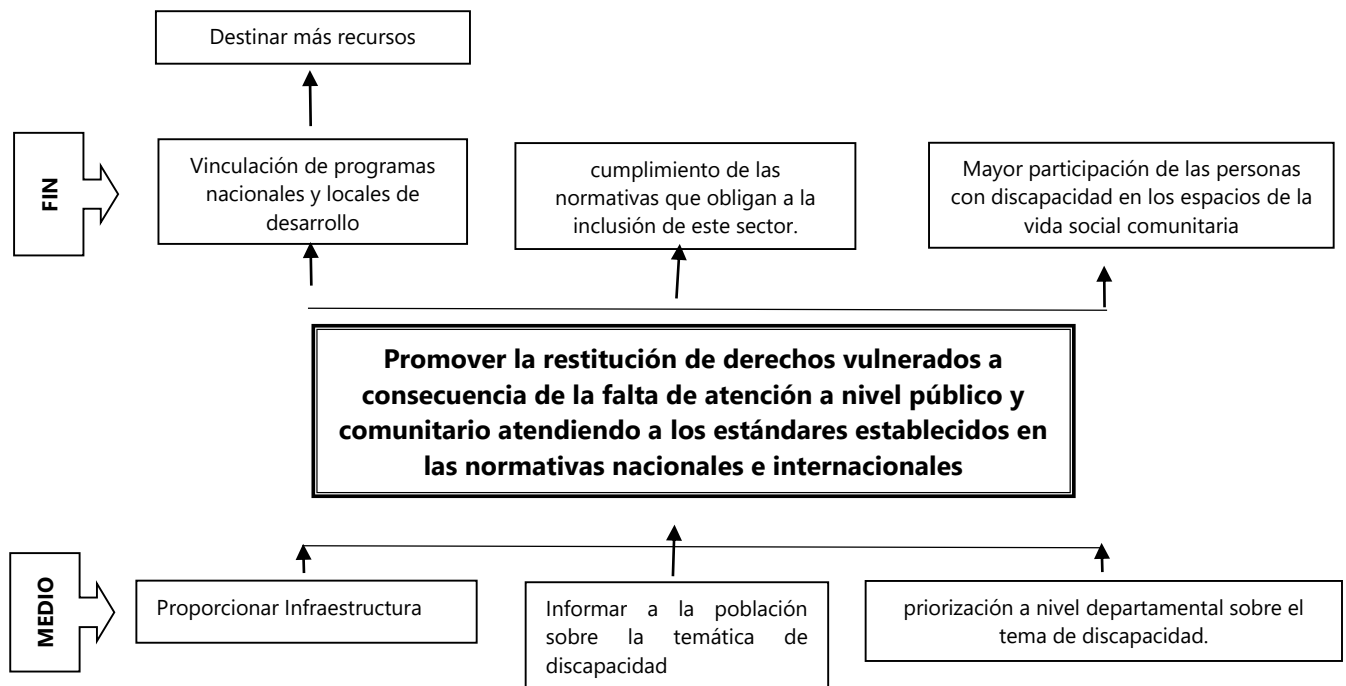 Destinar más recursos
FIN
Vinculación de programas
nacionales y locales de
desarrollo
cumplimiento de las
normativas que obligan a la
inclusión de este sector.
Mayor participación de las personas
con discapacidad en los espacios de la
vida social comunitaria
Promover la restitución de derechos vulnerados a
consecuencia de la falta de atención a nivel público y
comunitario atendiendo a los estándares establecidos en
las normativas nacionales e internacionales
MEDIO
Proporcionar Infraestructura
Informar a la población
sobre la temática de
discapacidad
priorización a nivel departamental sobre el
tema de discapacidad.